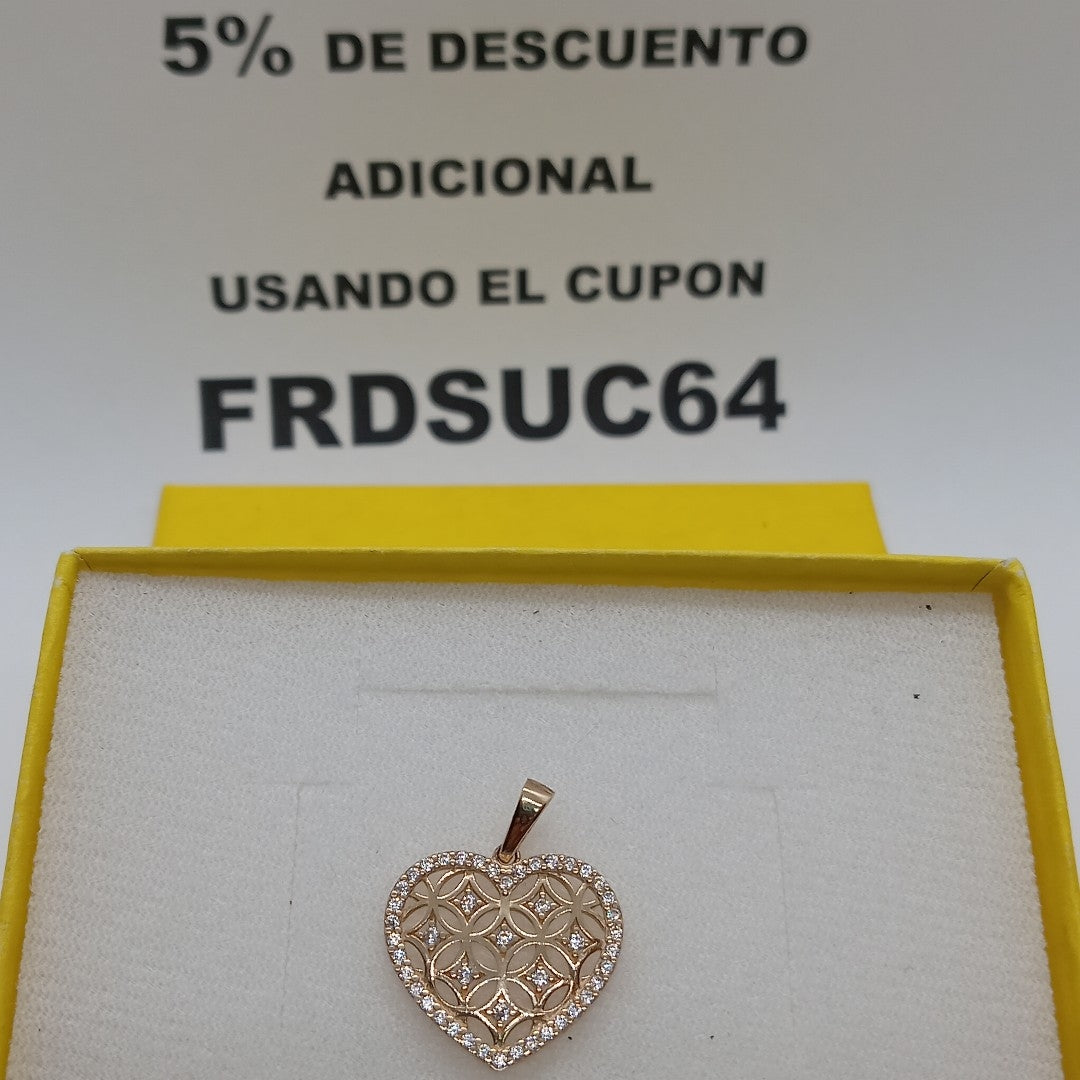 5% DE DESCUENTO
ADICIONAL
USANDO EL CUPON
FRDSUC64